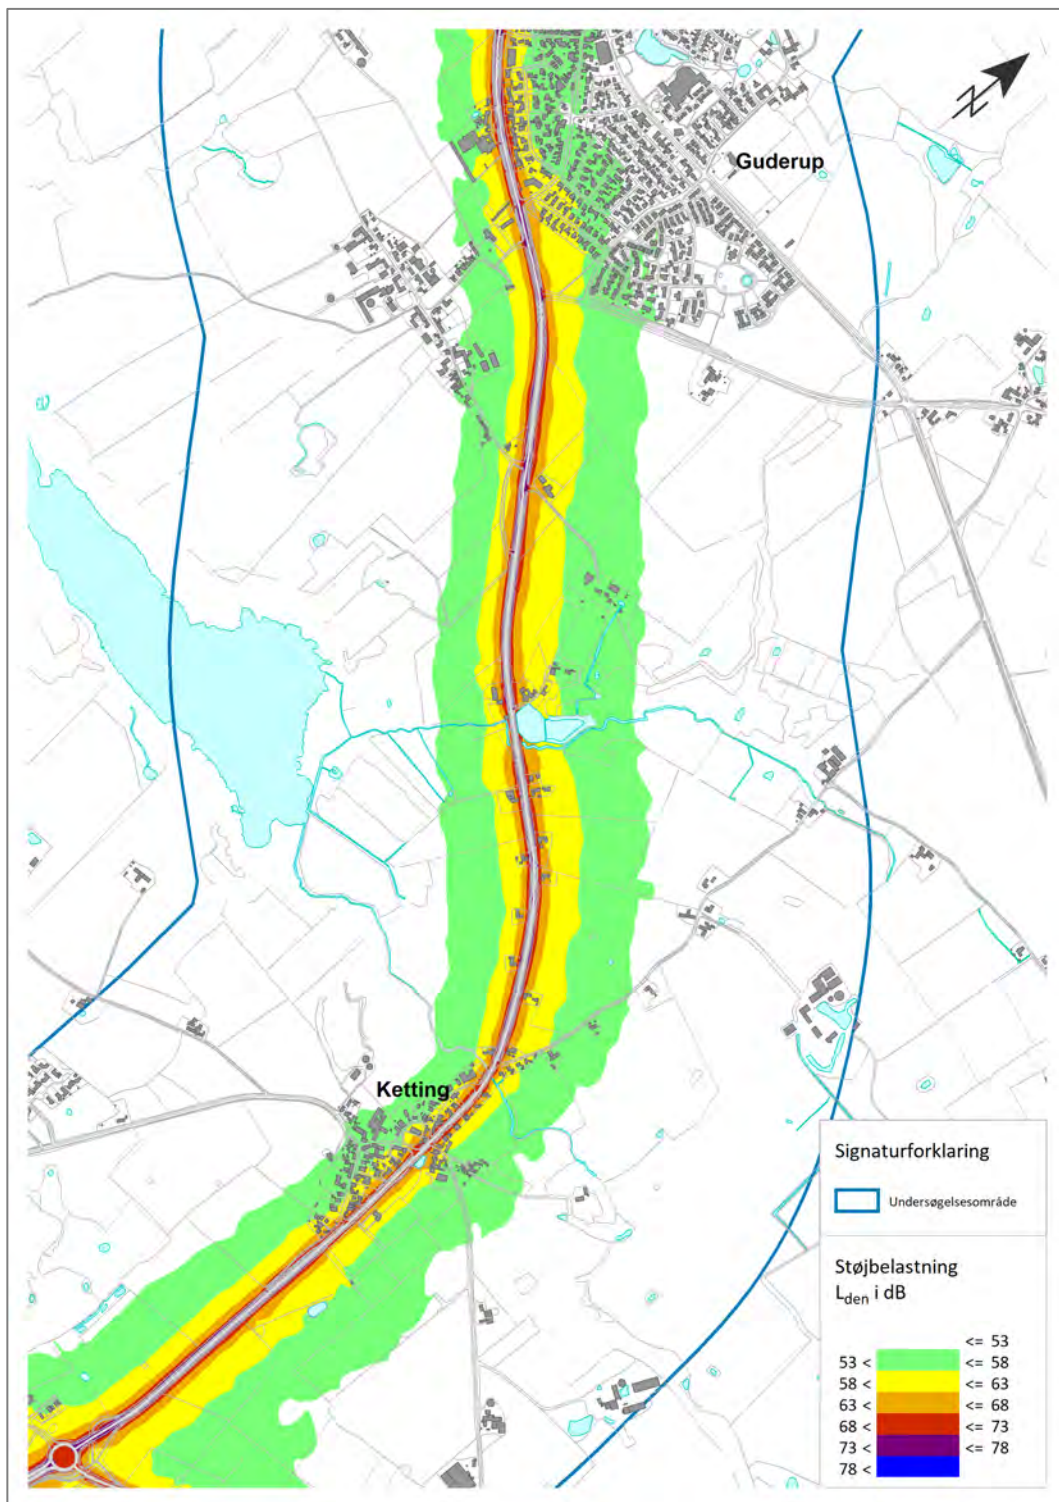 N
Guderup
Ketting
Signaturforklaring
Undersøgelsesområde
Støjbelastning
Lden i dB
<= 53
53 < <= 58
58 < <= 63
63 < <= 68
68 < <= 73
73 < <= 78
78 <